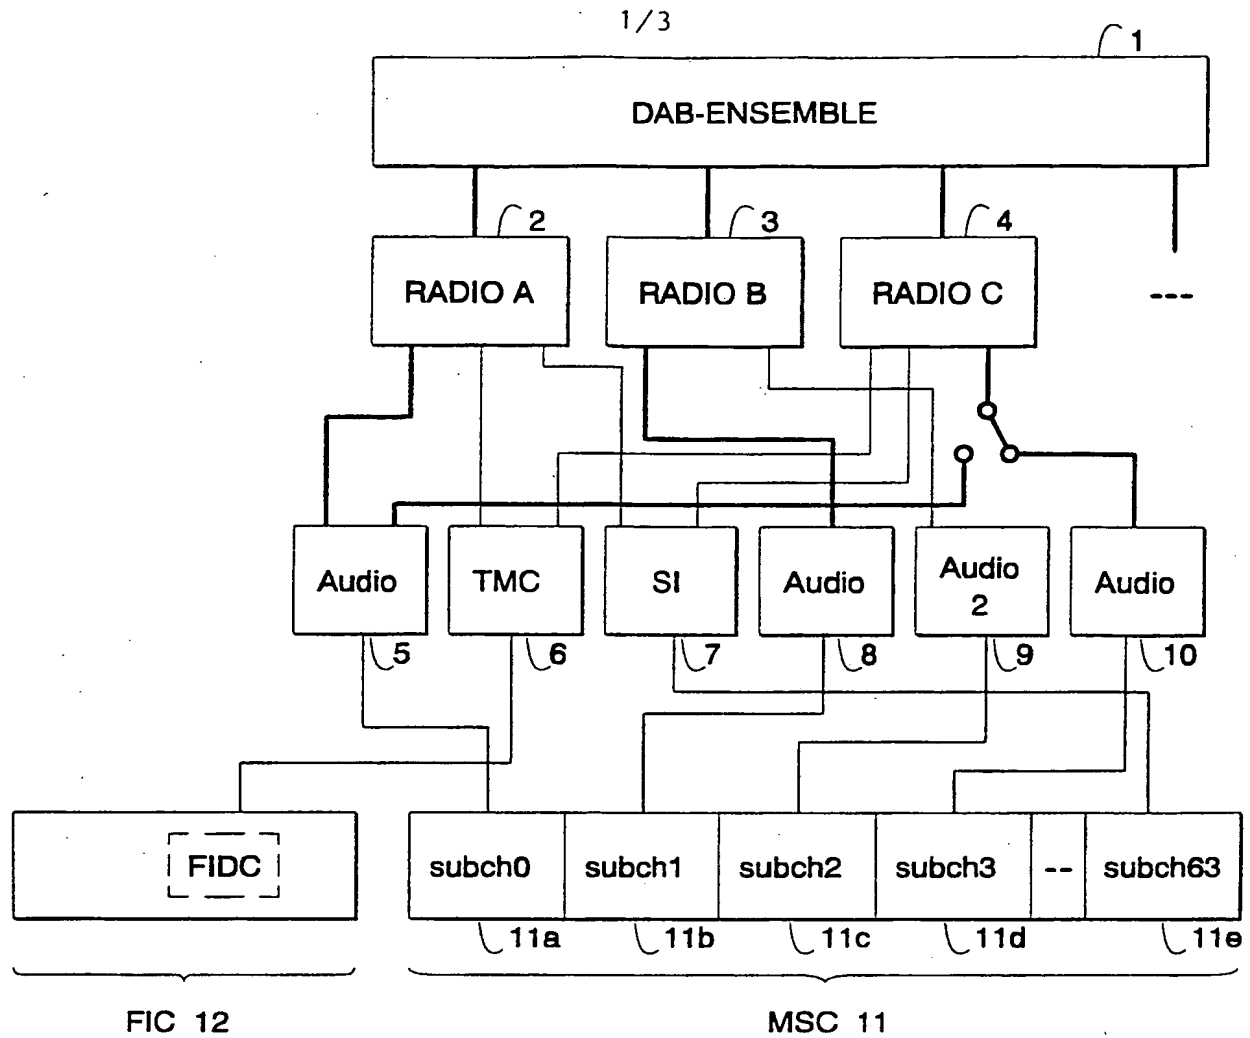 1/3
1
DAB-ENSEMBLE
2
3
4
RADIO A
RADIO B
RADIO C
---
Audio
TMC
SI
Audio
Audio
2
Audio
5
6
7
8
9
10
FIDC
subch0
subch1
subch2
subch3
--
subch63
11a
11b
11c
11d
11e
FIC 12
MSC 11